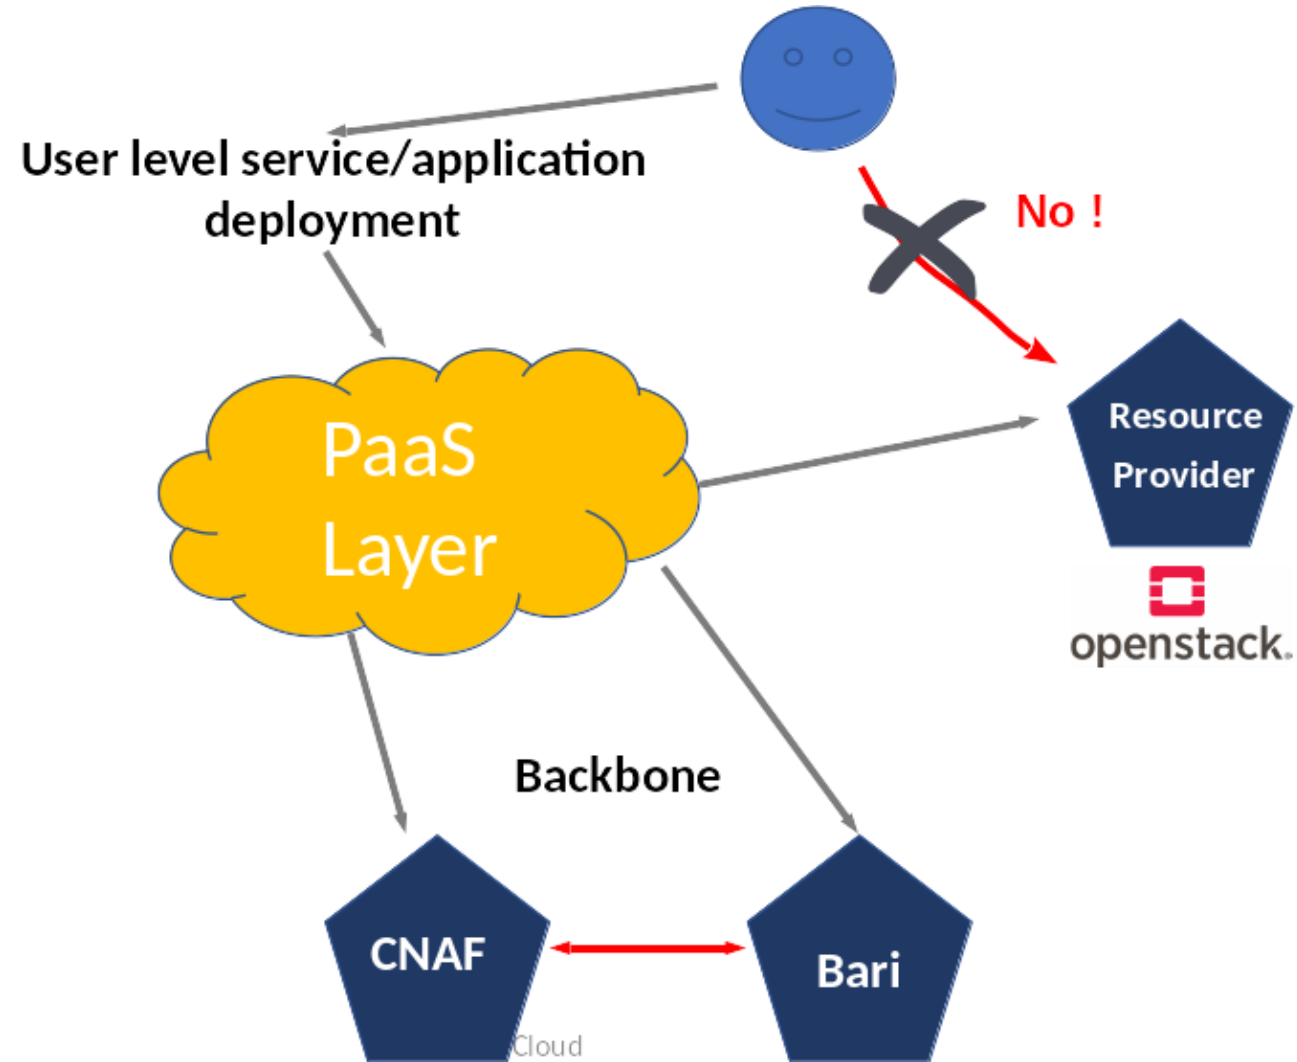 User level service/application
deployment
No !
Resource
Provider
PaaS
Layer
openstack.
Backbone
CNAF
Bari
Cloud